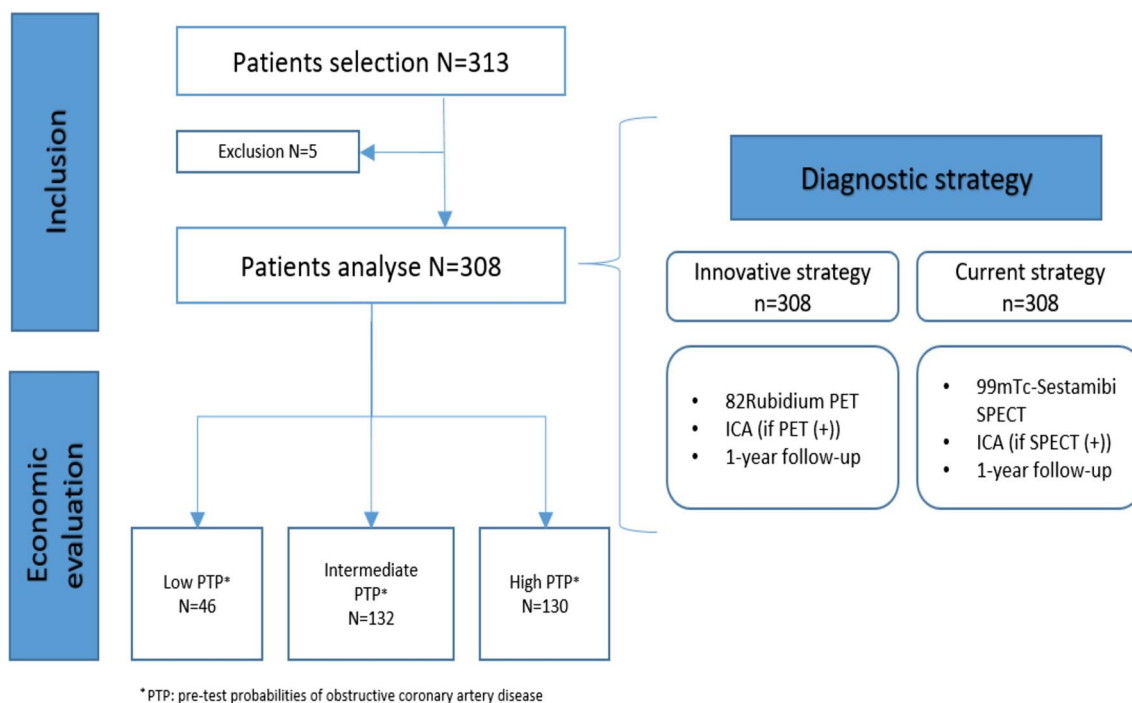 Inclusion
Patients selection N=313
Exclusion N=5
Patients analyse N=308
Diagnostic strategy
Innovative strategy
n=308
Current strategy
n=308
• 82Rubidium PET
• ICA (if PET (+))
• 1-year follow-up
• 99mTc-Sestamibi
SPECT
• ICA (if SPECT (+))
• 1-year follow-up
Economic
evaluation
Low PTP*
N=46
Intermediate
PTP*
N=132
High PTP*
N=130
* PTP: pre-test probabilities of obstructive coronary artery disease